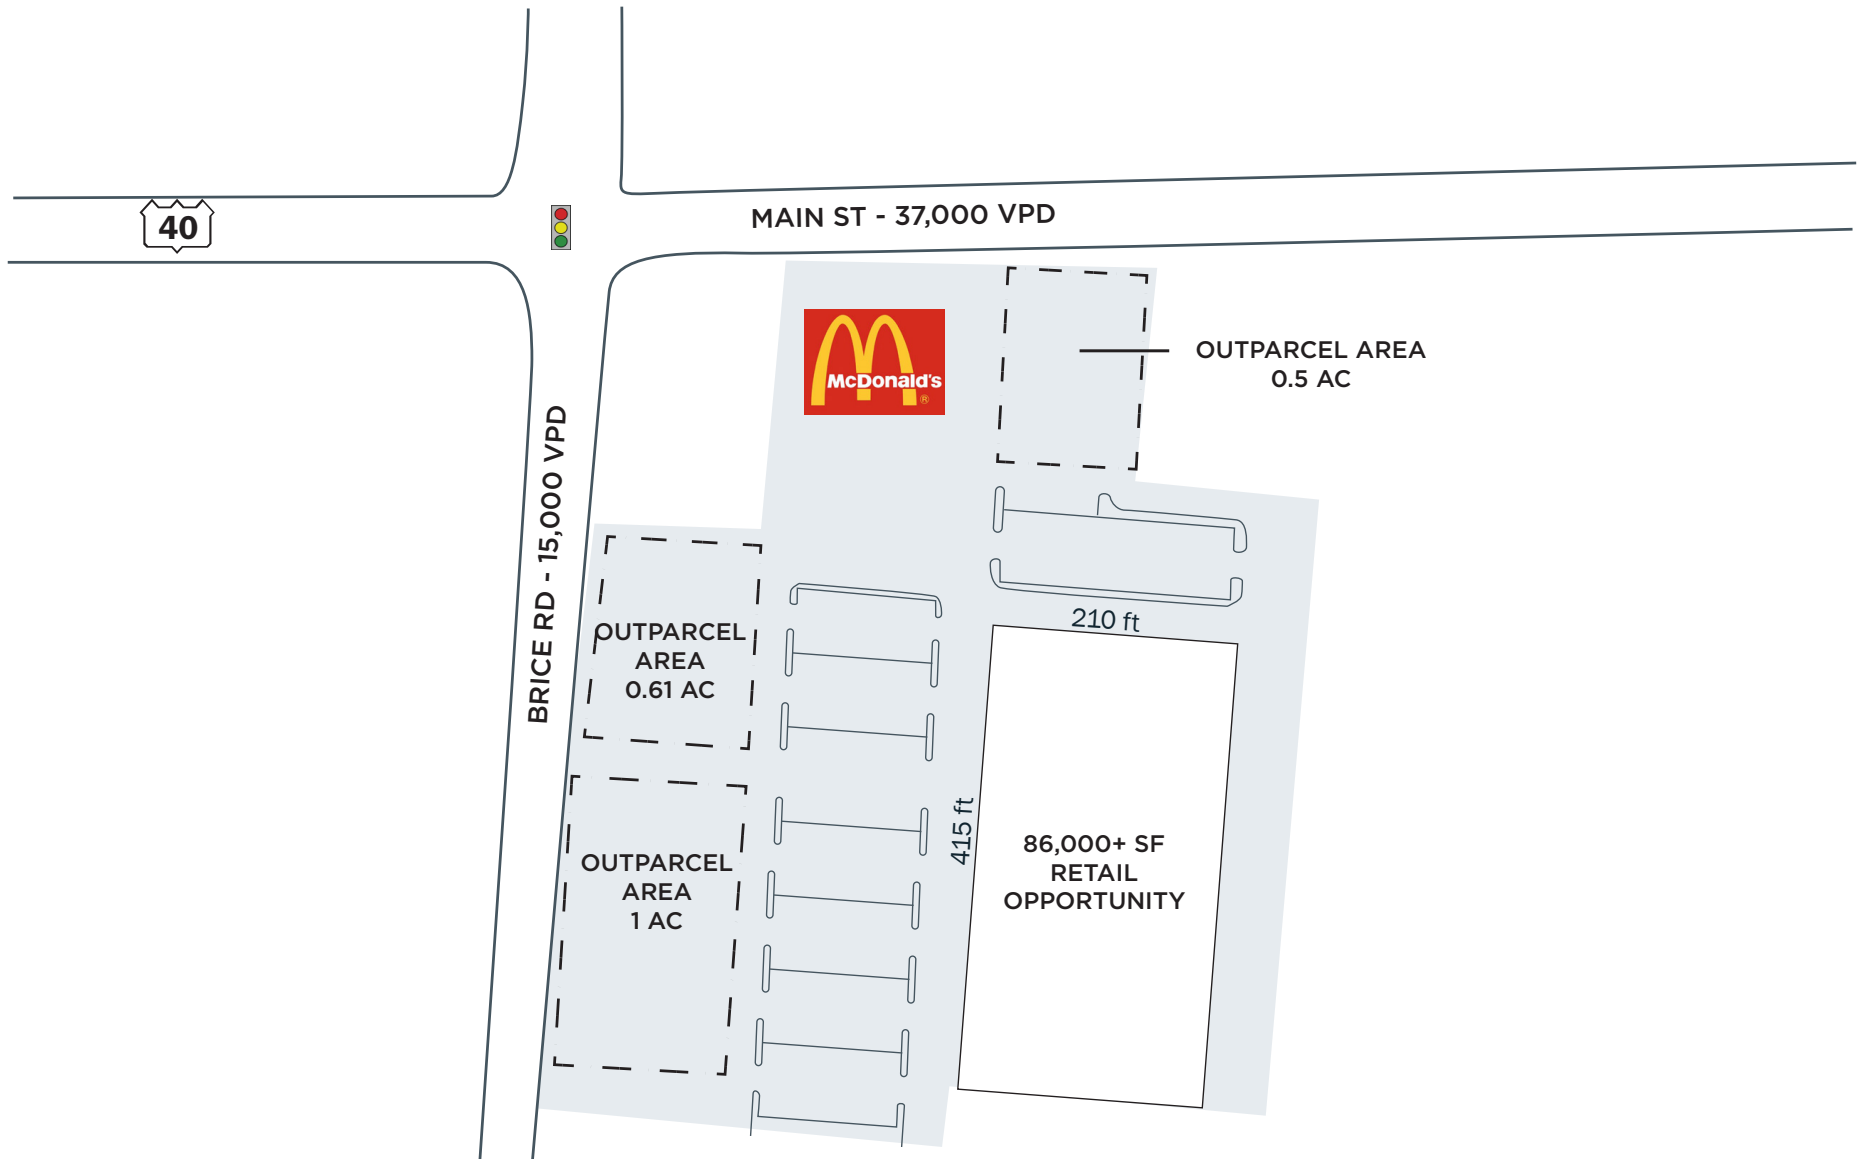 40
MAIN ST - 37,000 VPD
McDonald's
®
OUTPARCEL AREA
0.5 AC
BRICE RD - 15,000 VPD
OUTPARCEL
AREA
0.61 AC
210 ft
OUTPARCEL
AREA
1 AC
415 ft
86,000+ SF
RETAIL
OPPORTUNITY